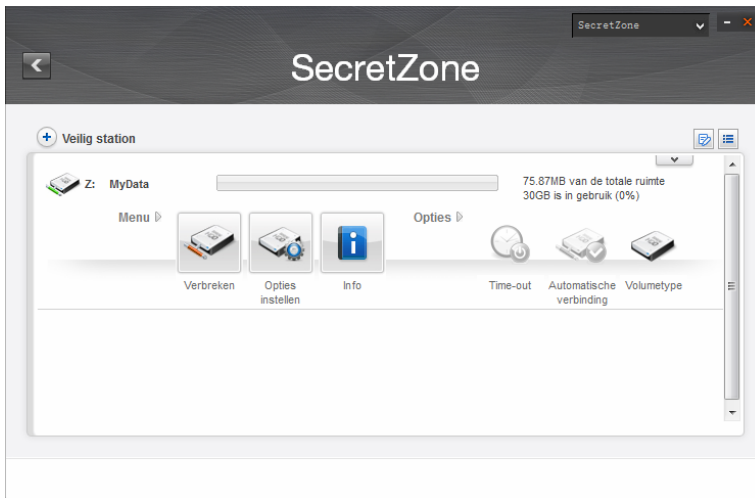 SecretZone
SecretZone
Veilig station
Z: MyData
75.87MB van de totale ruimte
30GB is in gebruik (0%)
Menu
Opties
Verbreken
Opties
instellen
Info
Time-out
Automatische
verbinding
Volumetype